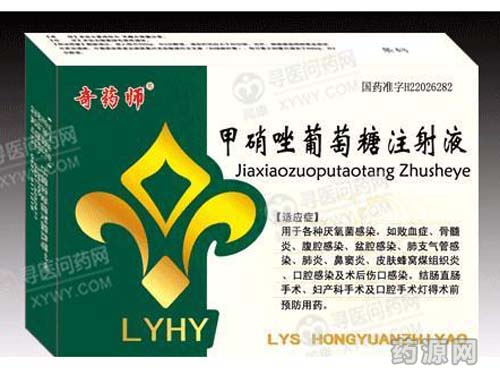 国药准字H22026282
奇药师®
甲硝唑葡萄糖注射液
Jiaxiaozuoputaotang Zhusheye
【适应症】
用于各种厌氧菌感染，如败血症、骨髓
炎、腹腔感染、盆腔感染、肺支气管感
染、肺炎、鼻窦炎、皮肤蜂窝组织炎
、口腔感染及术后伤口感染。结肠直肠
手术、妇产科手术及口腔手术灯得术前
预防用药。
LYHY
LYS HONGYUANZHIYAO
寻医问药网
XYWY.COM
药源网